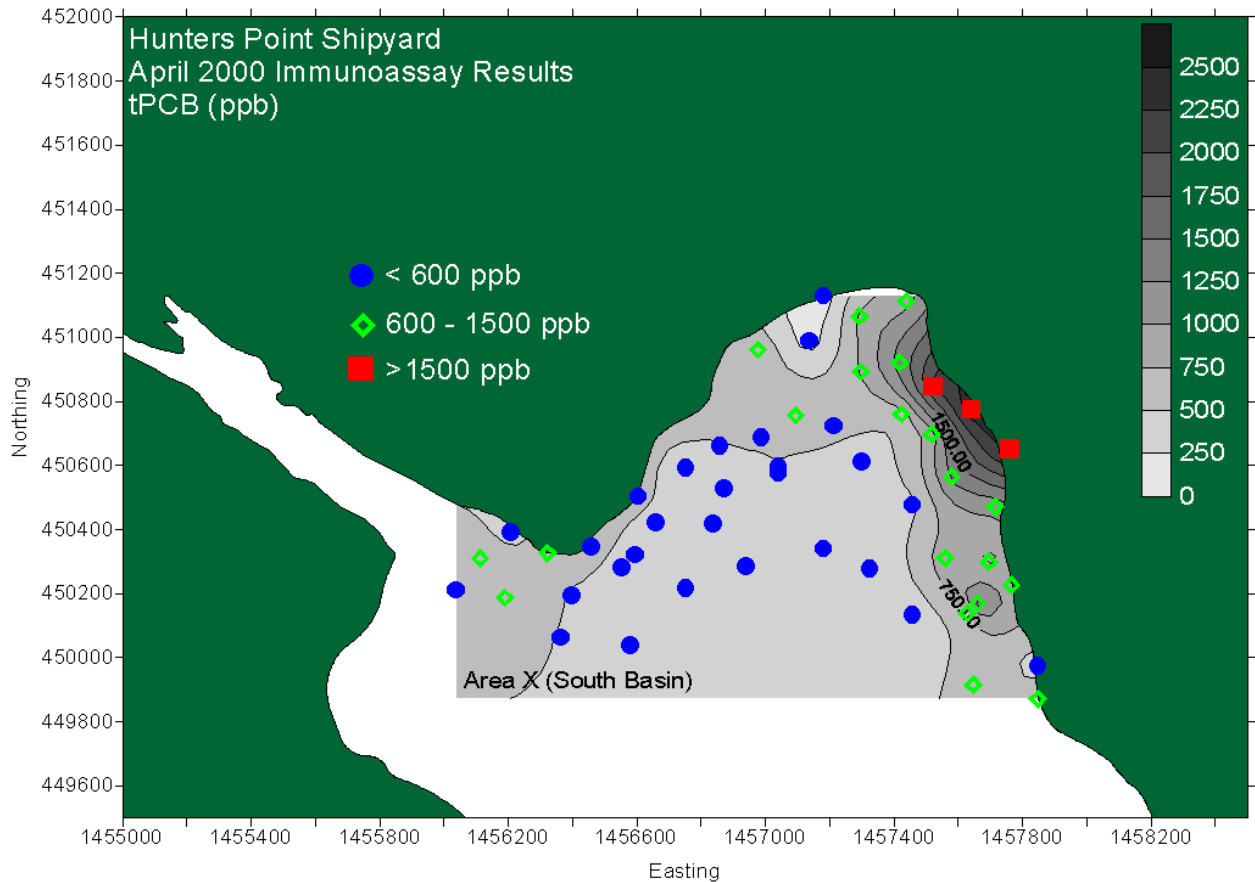 Hunters Point Shipyard
April 2000 Immunoassay Results
tPCB (ppb)
< 600 ppb
600 - 1500 ppb
>1500 ppb
2500
2250
2000
1750
1500
1250
1000
750
500
250
0
1500.00
Area X (South Basin)
452000
451800
451600
451400
451200
451000
450800
450600
450400
450200
450000
449800
449600
Northing
1455000 1455400 1455800 1456200 1456600 1457000 1457400 1457800 1458200
Easting